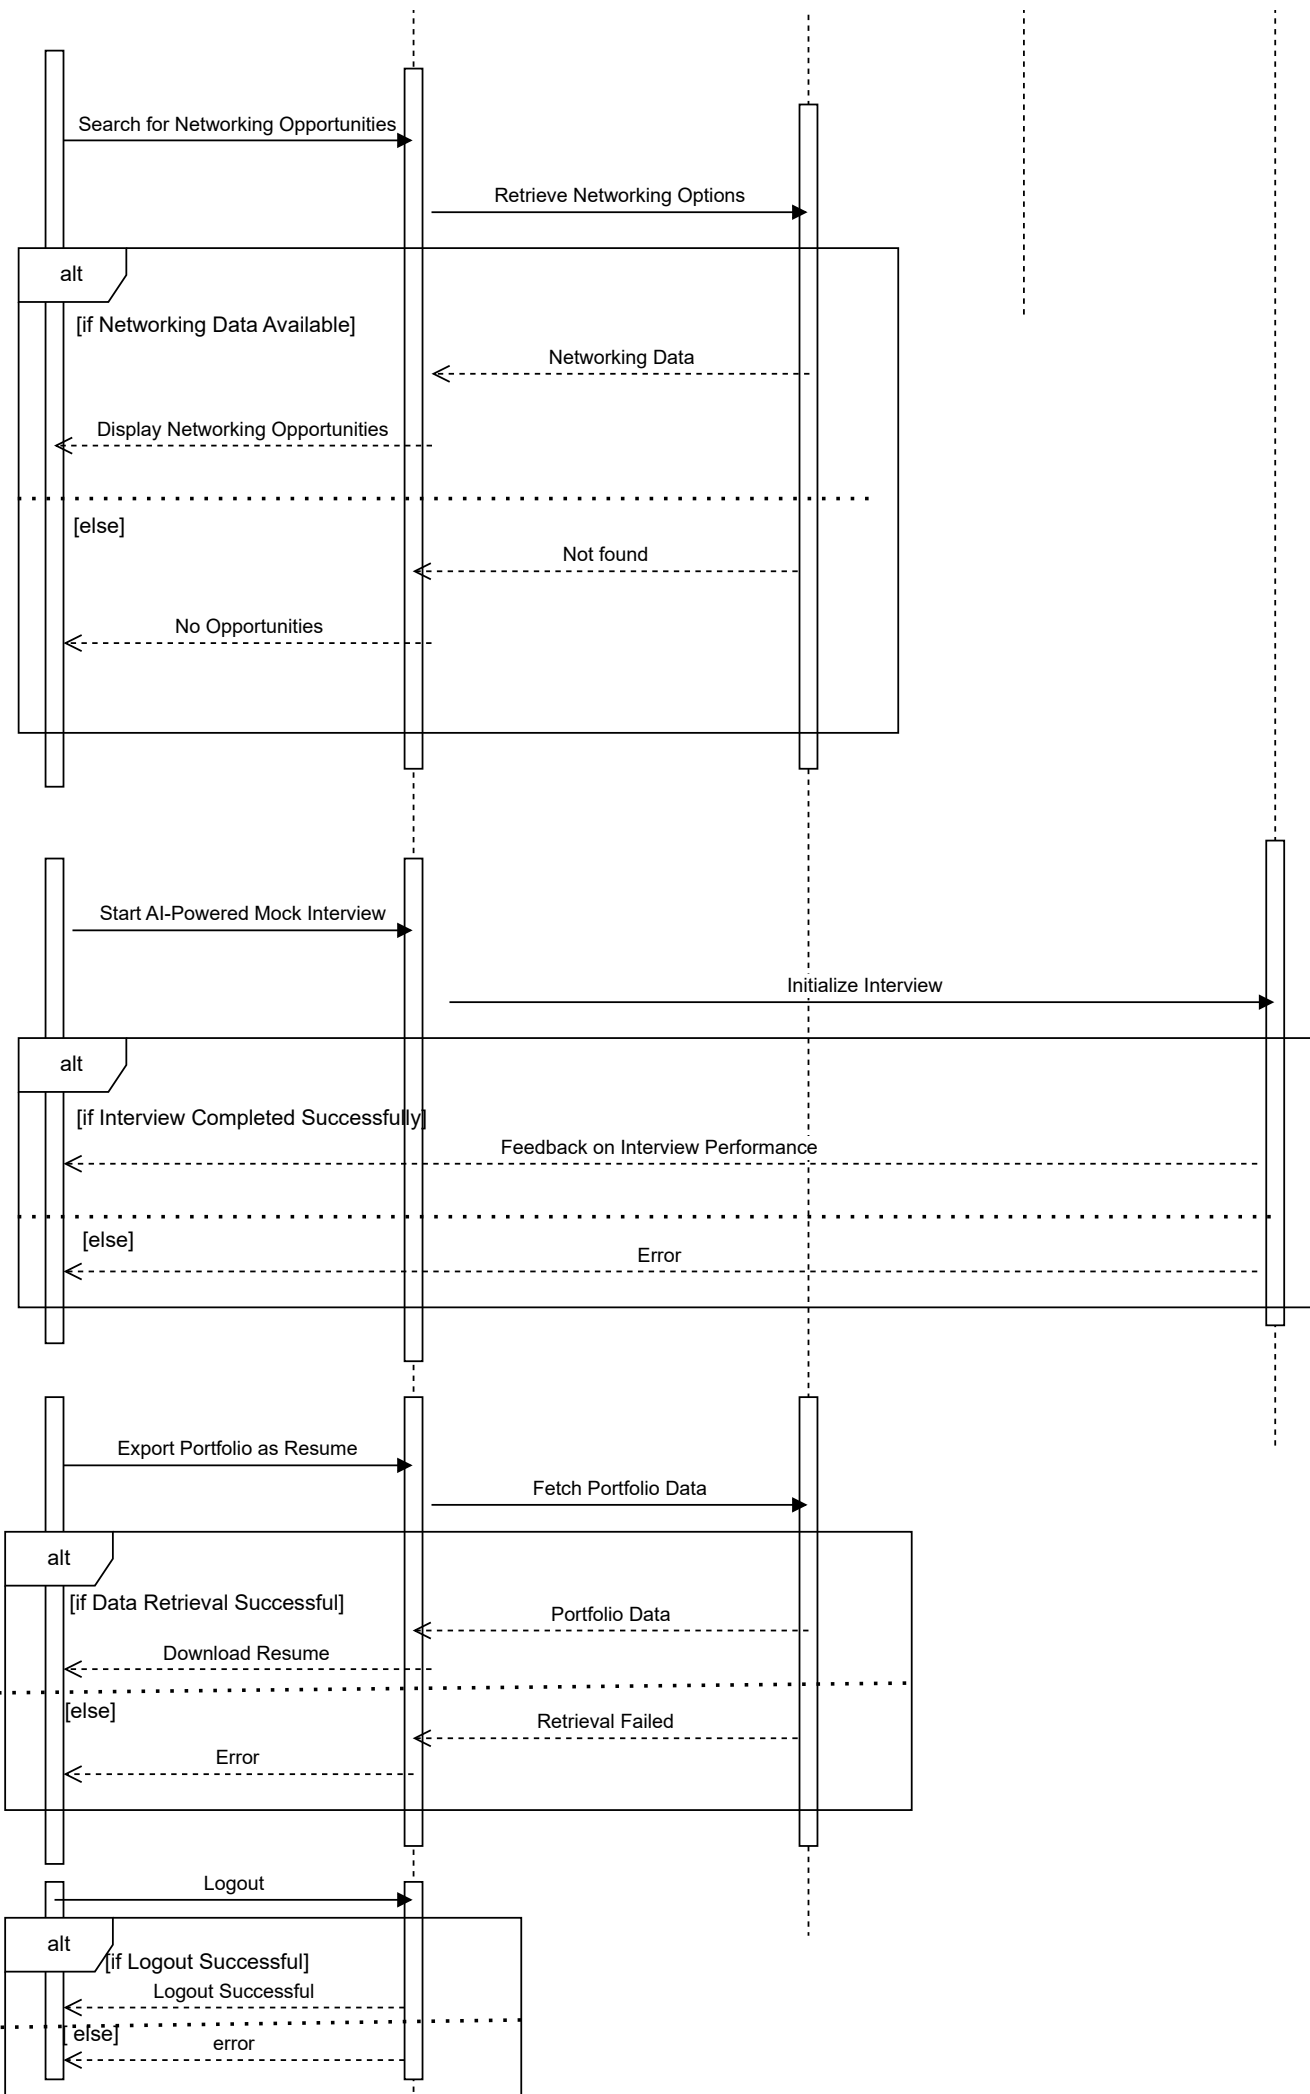 Search for Networking Opportunities
Retrieve Networking Options
alt
[if Networking Data Available]
Networking Data
Display Networking Opportunities
[else]
Not found
No Opportunities
Start AI-Powered Mock Interview
Initialize Interview
alt
[if Interview Completed Successfully]
Feedback on Interview Performance
[else]
Error
Export Portfolio as Resume
Fetch Portfolio Data
alt
[if Data Retrieval Successful]
Portfolio Data
Download Resume
[else]
Retrieval Failed
Error
Logout
alt
[if Logout Successful]
Logout Successful
[ else]
error